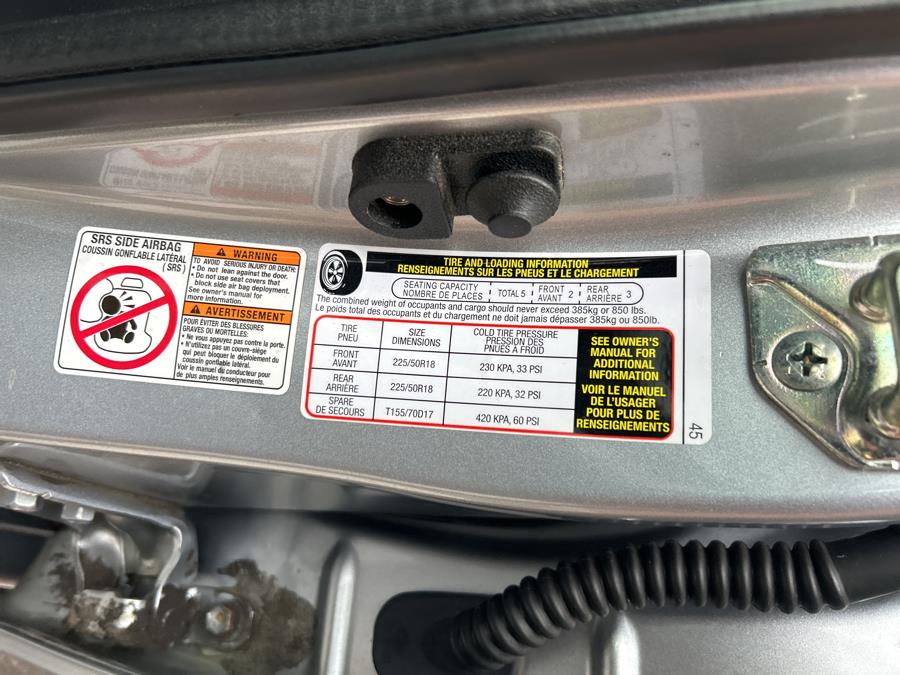 SRS SIDE AIRBAG
COUSSIN GONFLABLE LATÉRAL
(SRS)
WARNING
TO AVOID SERIOUS INJURY OR DEATH:
• Do not lean against the door.
• Do not use seat covers that
block side air bag deployment.
See owner's manual for
more information.
AVERTISSEMENT
POUR ÉVITER DES BLESSURES
GRAVES OU MORTELLES:
• Ne vous appuyez pas contre la porte.
• N'utilizes pas un couvre-siége
qui peut bloquer le déploiement du
coussin gonflable latéral.
Voir le manuel du conducteur pour
de plus amples renseignements.
TIRE AND LOADING INFORMATION
RENSEIGNEMENTS SUR LES PNEUS ET LE CHARGEMENT
SEATING CAPACITY TOTAL 5 FRONT 2 REAR 3
NOMBRE DE PLACES AVANT ARRIÈRE
The combined weight of occupants and cargo should never exceed 385kg or 850 lbs.
Le poids total des occupants et du chargement ne doit jamais dépasser 385kg ou 850lb.
TIRE SIZE COLD TIRE PRESSURE
PNEU DIMENSIONS PRESSION DES
PNEUS A FROID
FRONT 225/50R18 230 KPA, 33 PSI
AVANT
REAR 225/50R18 220 KPA, 32 PSI
ARRIÈRE
SPARE T155/70D17 420 KPA, 60 PSI
DE SECOURS
SEE OWNER'S
MANUAL FOR
ADDITIONAL
INFORMATION
VOIR LE MANUEL
DE L'USAGER
POUR PLUS DE
RENSEIGNEMENTS
45